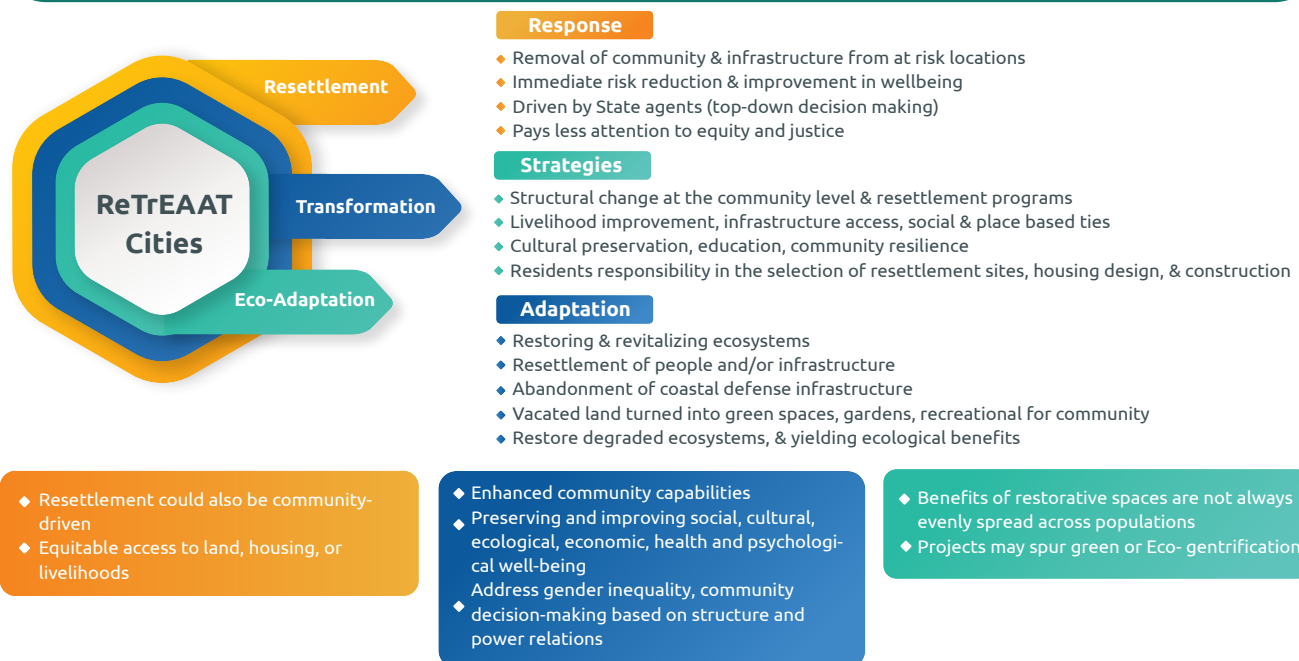 Response
Removal of community & infrastructure from at risk locations
Immediate risk reduction & improvement in wellbeing
Driven by State agents (top-down decision making)
Pays less attention to equity and justice
Resettlement
Transformation
Eco-Adaptation
ReTrEAAT
Cities
Strategies
Structural change at the community level & resettlement programs
Livelihood improvement, infrastructure access, social & place based ties
Cultural preservation, education, community resilience
Residents responsibility in the selection of resettlement sites, housing design, & construction
Adaptation
Restoring & revitalizing ecosystems
Resettlement of people and/or infrastructure
Abandonment of coastal defense infrastructure
Vacated land turned into green spaces, gardens, recreational for community
Restore degraded ecosystems, & yielding ecological benefits
Resettlement could also be community-
driven
Equitable access to land, housing, or
livelihoods
Enhanced community capabilities
Preserving and improving social, cultural,
ecological, economic, health and psychologi-
cal well-being
Address gender inequality, community
decision-making based on structure and
power relations
Benefits of restorative spaces are not always
evenly spread across populations
Projects may spur green or Eco- gentrification